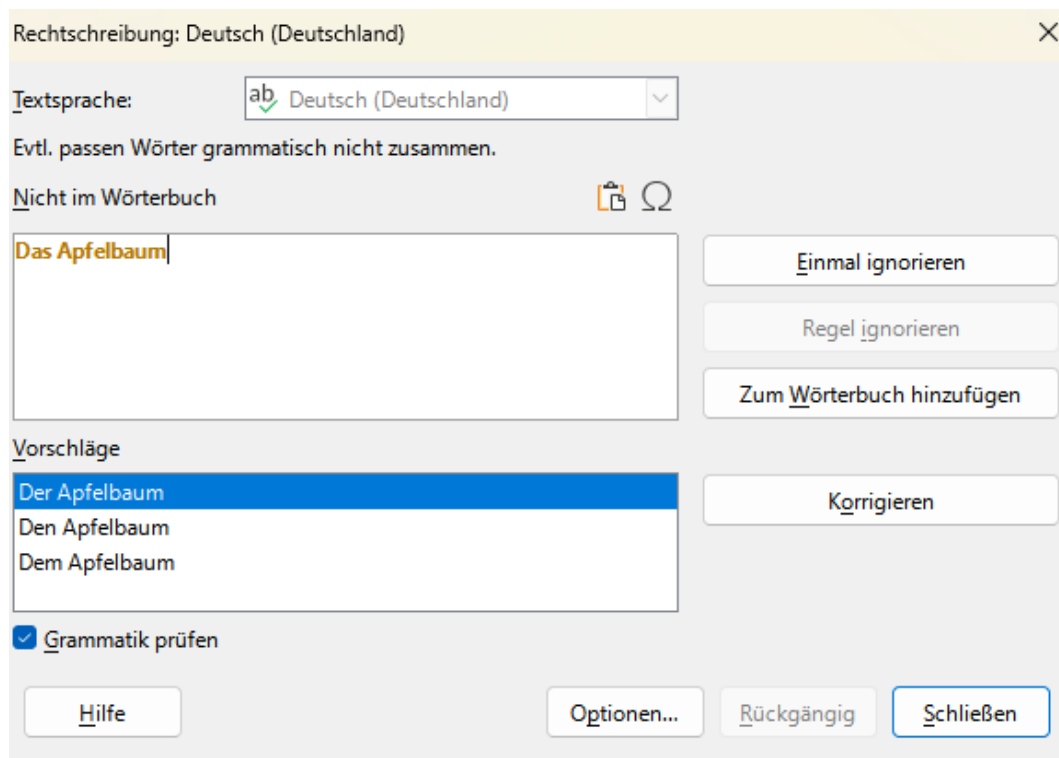 Rechtschreibung: Deutsch (Deutschland)
Textsprache:
ab Deutsch (Deutschland)
Evtl. passen Wörter grammatisch nicht zusammen.
Nicht im Wörterbuch
Das Apfelbaum
Einmal ignorieren
Regel ignorieren
Zum Wörterbuch hinzufügen
Vorschläge
Der Apfelbaum
Den Apfelbaum
Dem Apfelbaum
Korrigieren
Grammatik prüfen
Hilfe
Optionen...
Rückgängig
Schließen